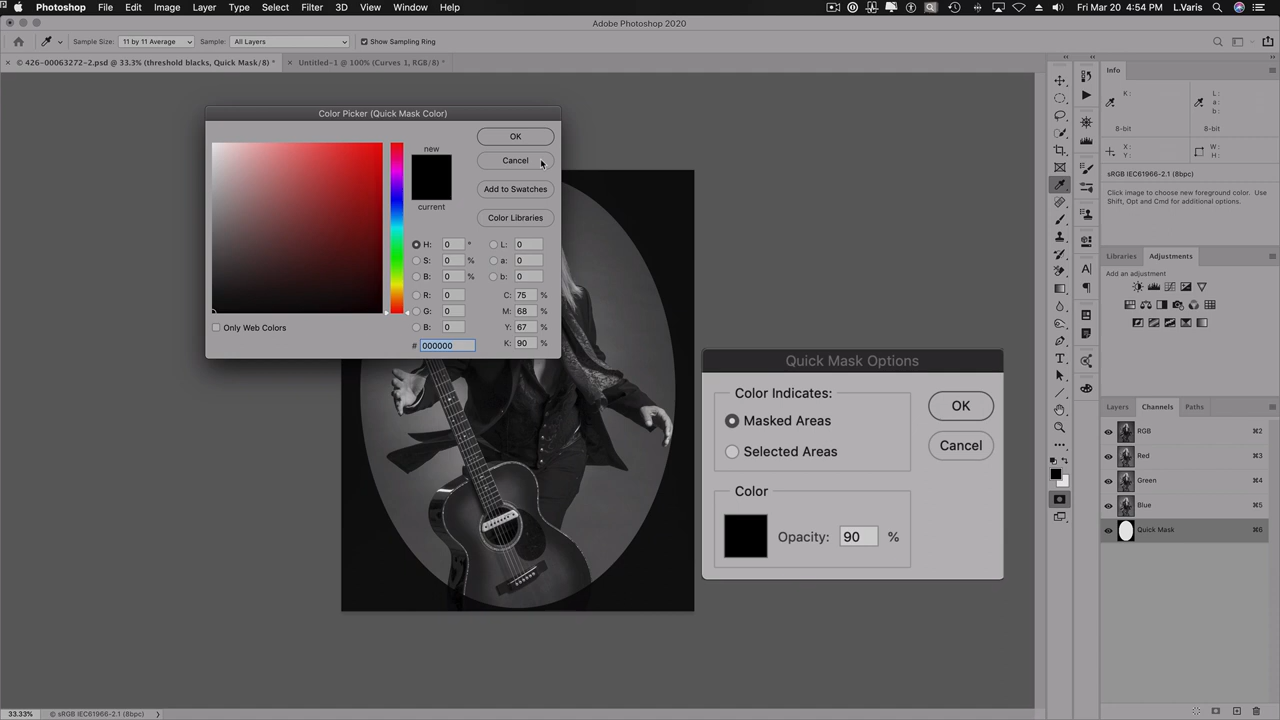 Photoshop File Edit Image Layer Type Select Filter 3D View Window Help
Fri Mar 20 4:54 PM L.Varis
Adobe Photoshop 2020
Sample Size: 11 by 11 Average Sample: All Layers Show Sampling Ring
× © 426-00063272-2.psd @ 33.3% (threshold blacks, Quick Mask/8) * × Untitled-1 @ 100% (Curves 1, RGB/8) *
Color Picker (Quick Mask Color)
new
current
OK
Cancel
Add to Swatches
Color Libraries
H: 0 °
S: 0 %
B: 0 %
R: 0
G: 0
B: 0
# 000000
L: 0
a: 0
b: 0
C: 75 %
M: 68 %
Y: 67 %
K: 90 %
Only Web Colors
Quick Mask Options
Color Indicates:
Masked Areas
Selected Areas
OK
Cancel
Color
Opacity: 90 %
Info
K:
L:
a:
b:
8-bit 8-bit
X:
Y:
W:
H:
sRGB IEC61966-2.1 (8bpc)
Click image to choose new foreground color. Use
Shift, Opt and Cmd for additional options.
Libraries Adjustments
Add an adjustment
Layers Channels Paths
RGB ⌘2
Red ⌘3
Green ⌘4
Blue ⌘5
Quick Mask ⌘6
33.33% © sRGB IEC61966-2.1 (8bpc)